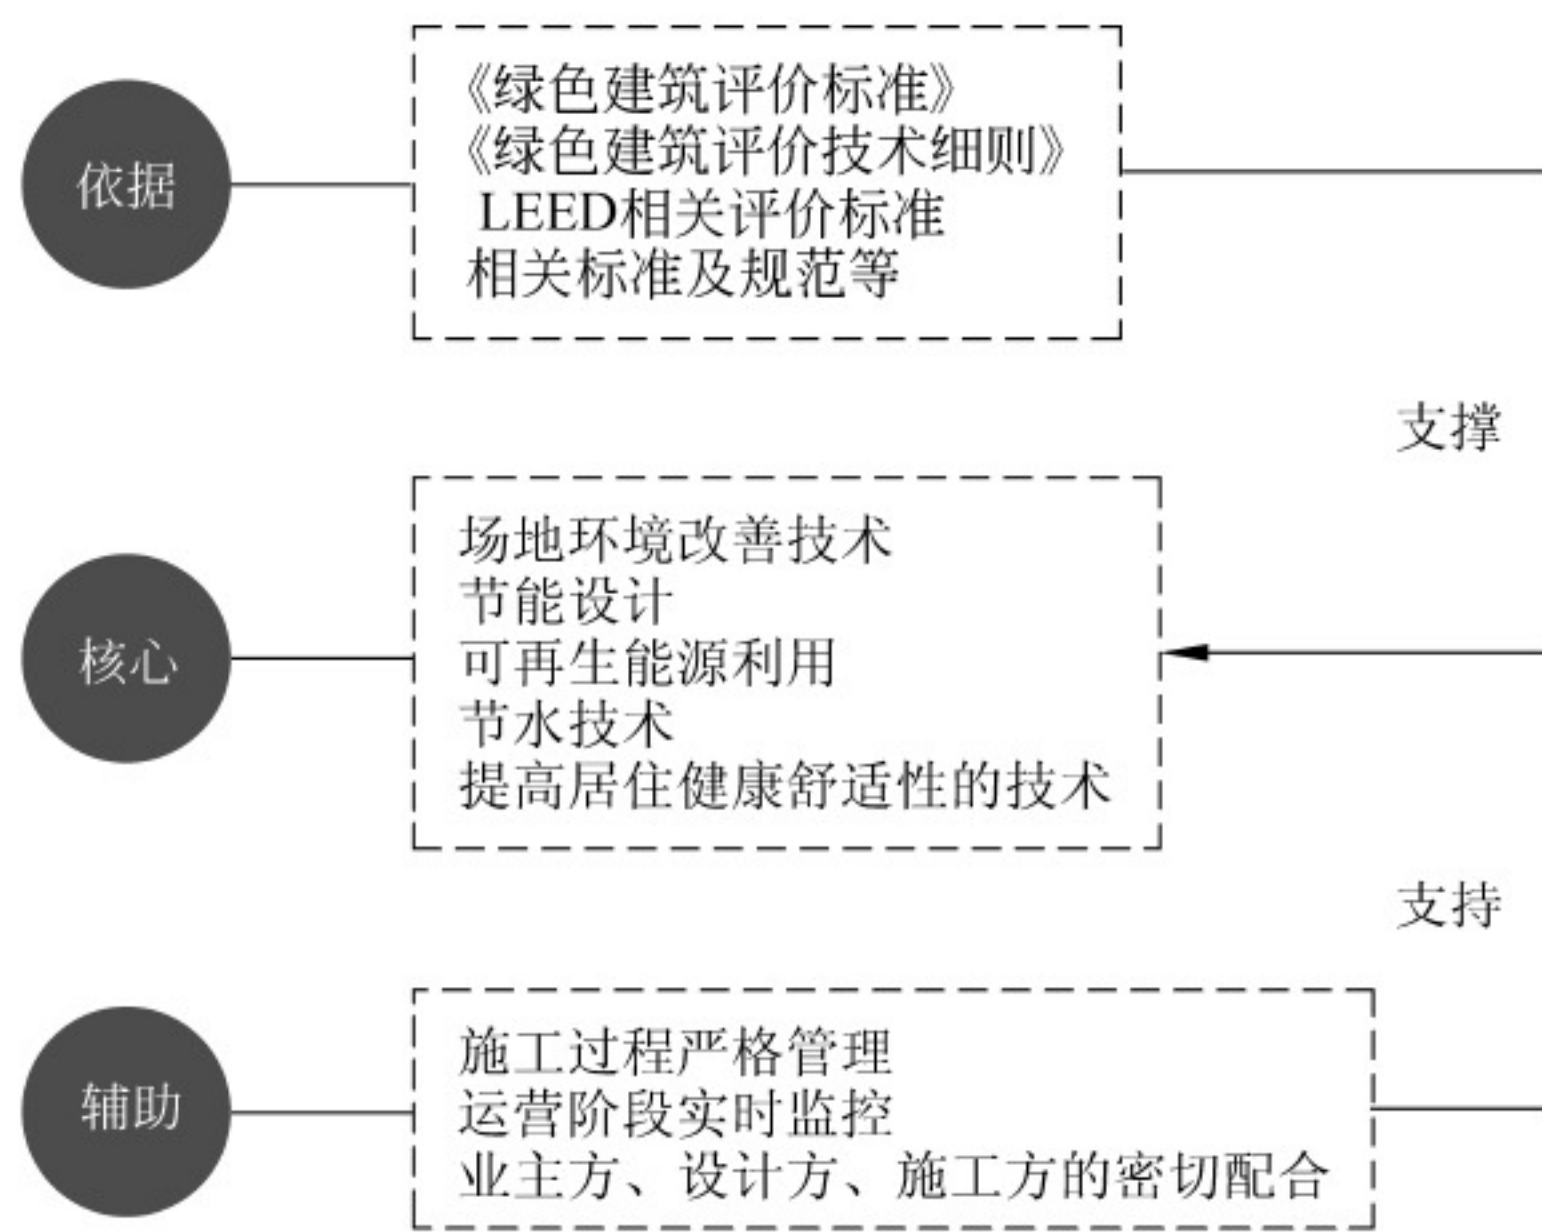 依据
《绿色建筑评价标准》
《绿色建筑评价技术细则》
LEED相关评价标准
相关标准及规范等
支撑
核心
场地环境改善技术
节能设计
可再生能源利用
节水技术
提高居住健康舒适性的技术
支持
辅助
施工过程严格管理
运营阶段实时监控
业主方、设计方、施工方的密切配合